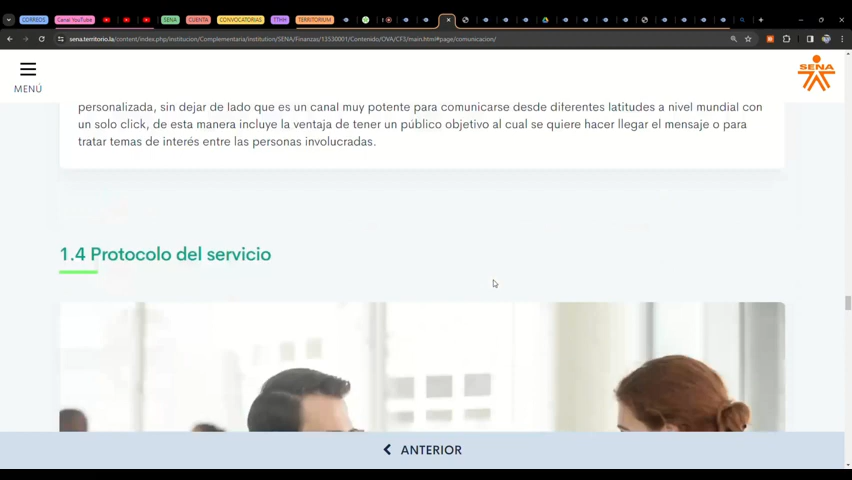 CORREOS
Canal YouTube
SENA
CUENTA
CONVOCATORIAS
TTHH
TERRITORIUM
sena.territorio.la/content/index.php/institucion/Complementaria/institution/SENA/Finanzas/13530001/Contenido/OVA/CF3/main.html#page/comunicacion/
MENÚ
SENA
personalizada, sin dejar de lado que es un canal muy potente para comunicarse desde diferentes latitudes a nivel mundial con
un solo click, de esta manera incluye la ventaja de tener un público objetivo al cual se quiere hacer llegar el mensaje o para
tratar temas de interés entre las personas involucradas.
1.4 Protocolo del servicio
ANTERIOR